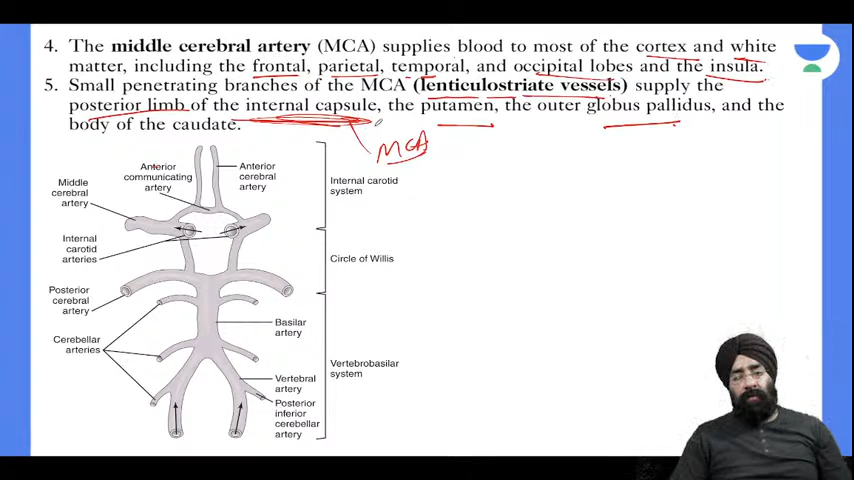 4. The middle cerebral artery (MCA) supplies blood to most of the cortex and white
matter, including the frontal, parietal, temporal, and occipital lobes and the insula.
5. Small penetrating branches of the MCA (lenticulostriate vessels) supply the
posterior limb of the internal capsule, the putamen, the outer globus pallidus, and the
body of the caudate.
MCA
Anterior
communicating
artery
Anterior
cerebral
artery
Middle
cerebral
artery
Internal carotid
system
Internal
carotid
arteries
Circle of Willis
Posterior
cerebral
artery
Cerebellar
arteries
Basilar
artery
Vertebrobasilar
system
Vertebral
artery
Posterior
inferior
cerebellar
artery